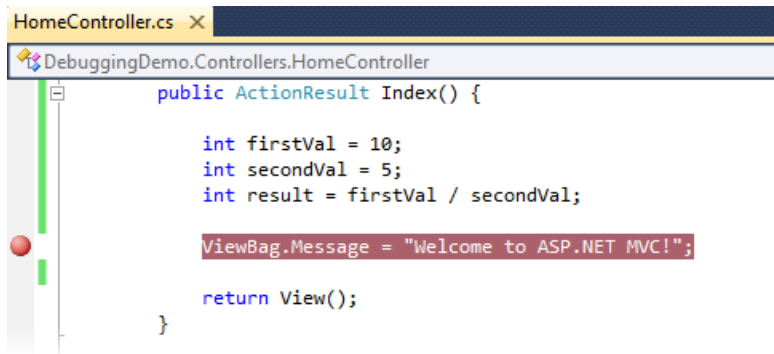 HomeController.cs
DebuggingDemo.Controllers.HomeController
public ActionResult Index() {
int firstVal = 10;
int secondVal = 5;
int result = firstVal / secondVal;
ViewBag.Message = "Welcome to ASP.NET MVC!";
return View();
}